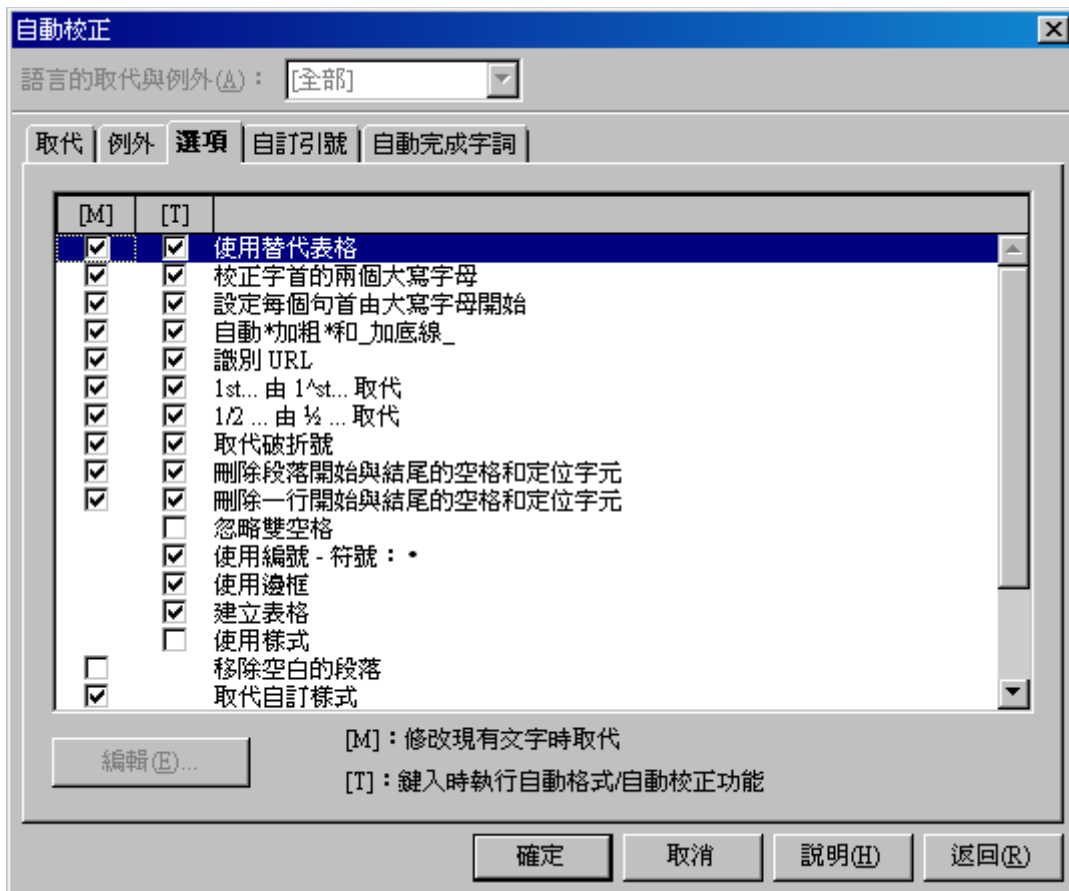 自動校正
語言的取代與例外(A)： [全部]
取代 例外 選項 自訂引號 自動完成字詞
[M] [T]
使用替代表格
校正字首的兩個大寫字母
設定每個句首由大寫字母開始
自動*加粗*和_加底線_
識別 URL
1st... 由 1^st... 取代
1/2 ... 由 ½ ... 取代
取代破折號
刪除段落開始與結尾的空格和定位字元
刪除一行開始與結尾的空格和定位字元
忽略雙空格
使用編號 - 符號：•
使用邊框
建立表格
使用樣式
移除空白的段落
取代自訂樣式
編輯(E)...
[M]：修改現有文字時取代
[T]：鍵入時執行自動格式/自動校正功能
確定 取消 說明(H) 返回(R)